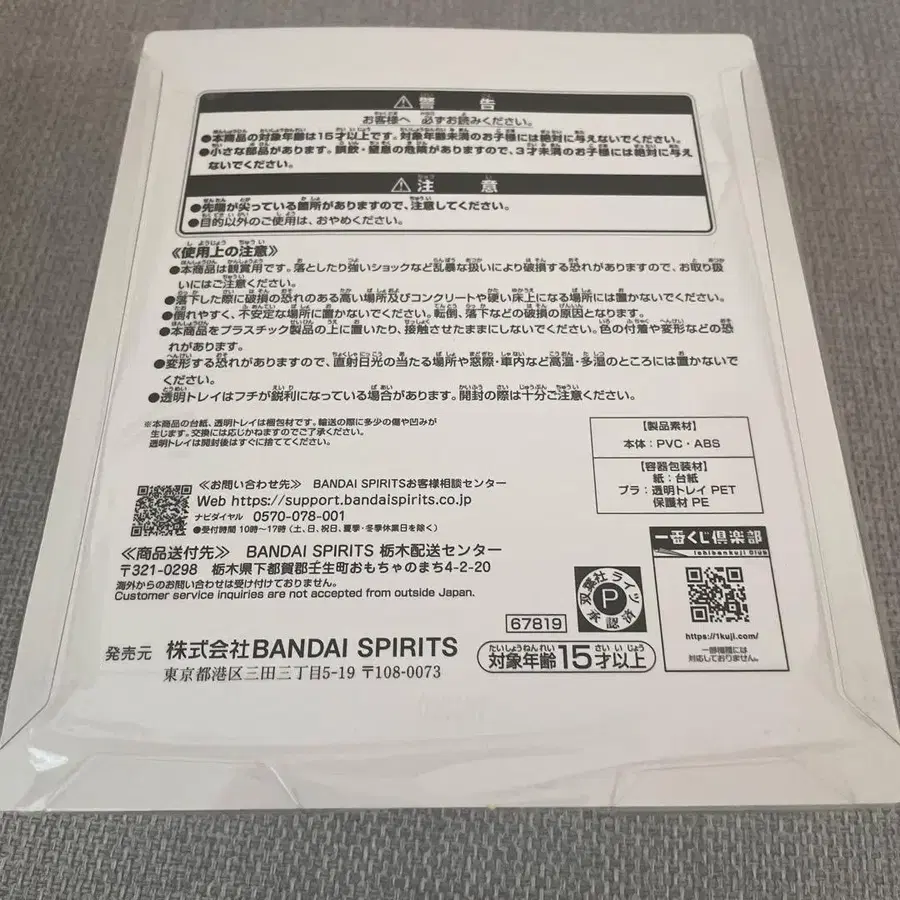 ⚠警告
お客様へ 必ずお読みください。
●本商品の対象年齢は15才以上です。対象年齢未満のお子様には絶対に与えないでください。
●小さな部品があります。誤飲・窒息の危険がありますので、3才未満のお子様には絶対に与え
ないでください。
⚠注意
●先端が尖っている箇所がありますので、注意してください。
●目的以外のご使用は、おやめください。
《使用上の注意》
●本商品は観賞用です。落としたり強いショックなど乱暴な扱いにより破損する恐れがありますので、お取り扱
いにはご注意ください。
●落下した際に破損の恐れのある高い場所及びコンクリートや硬い床上になる場所には置かないでください。
●倒れやすく、不安定な場所に置かないでください。転倒、落下などの破損の原因となります。
●本商品をプラスチック製品の上に置いたり、接触させたままにしないでください。色の付着や変形などの恐
れがあります。
●変形する恐れがありますので、直射日光の当たる場所や窓際・車内など高温・多湿のところには置かないで
ください。
●透明トレイはフチが鋭利になっている場合があります。開封の際は十分ご注意ください。
※本商品の台紙、透明トレイは梱包材です。輸送の際に多少の傷や凹みが
生じます。交換には応じかねますのでご了承ください。
透明トレイは開封後はすぐに捨ててください。
【製品素材】
本体:PVC・ABS
【容器包装材】
紙:台紙
プラ:透明トレイ PET
保護材 PE
≪お問い合わせ先≫ BANDAI SPIRITSお客様相談センター
Web https://support.bandaispirits.co.jp
ナビダイヤル 0570-078-001
●受付時間 10時〜17時(土、日、祝日、夏季・冬季休業日を除く)
≪商品送付先≫ BANDAI SPIRITS 栃木配送センター
〒321-0298 栃木県下都賀郡壬生町おもちゃのまち4-2-20
海外からのお問い合わせは受け付けておりません。
Customer service inquiries are not accepted from outside Japan.
一番くじ倶楽部
Ichibankuji Club
https://1kuji.com/
一部機種には
対応しておりません。
双葉社ライツ
P
承認済
67819
対象年齢15才以上
発売元 株式会社BANDAI SPIRITS
東京都港区三田三丁目5-19 〒108-0073